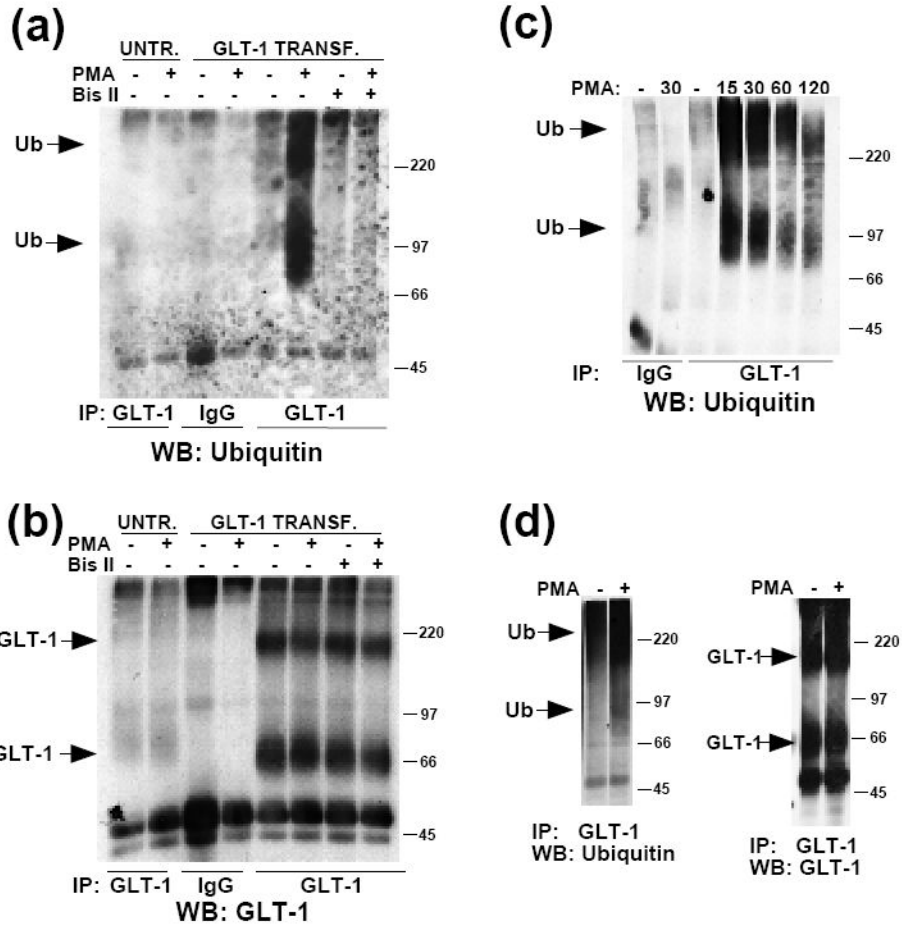 (a)
UNTR. GLT-1 TRANSF.
PMA - + - + - + - +
Bis II - - - - - - + +
Ub
220
Ub
97
66
45
IP: GLT-1 IgG GLT-1
WB: Ubiquitin
(c)
PMA: - 30 - 15 30 60 120
Ub
220
Ub
97
66
45
IP: IgG GLT-1
WB: Ubiquitin
(b)
UNTR. GLT-1 TRANSF.
PMA - + - + - + - +
Bis II - - - - - - + +
GLT-1
220
97
GLT-1
66
45
IP: GLT-1 IgG GLT-1
WB: GLT-1
(d)
PMA - +
Ub
220
Ub
97
66
45
IP: GLT-1
WB: Ubiquitin
PMA - +
GLT-1
220
97
GLT-1
66
45
IP: GLT-1
WB: GLT-1